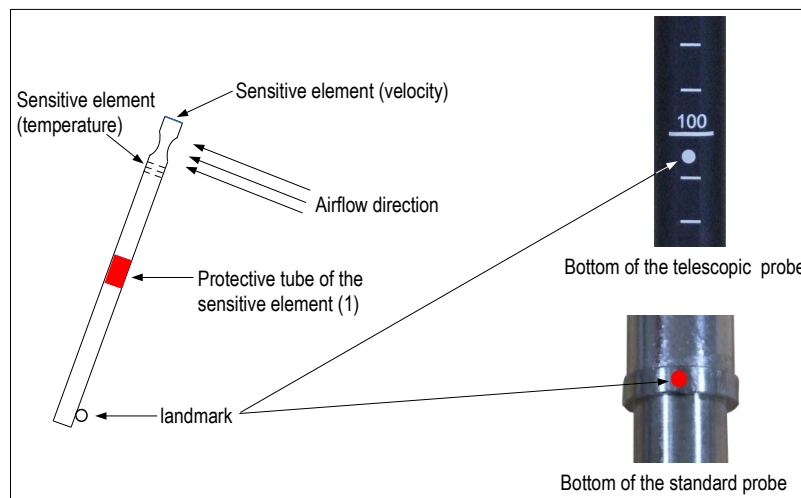 Sensitive element
(temperature)
Sensitive element (velocity)
Airflow direction
Protective tube of the
sensitive element (1)
landmark
100
Bottom of the telescopic probe
Bottom of the standard probe